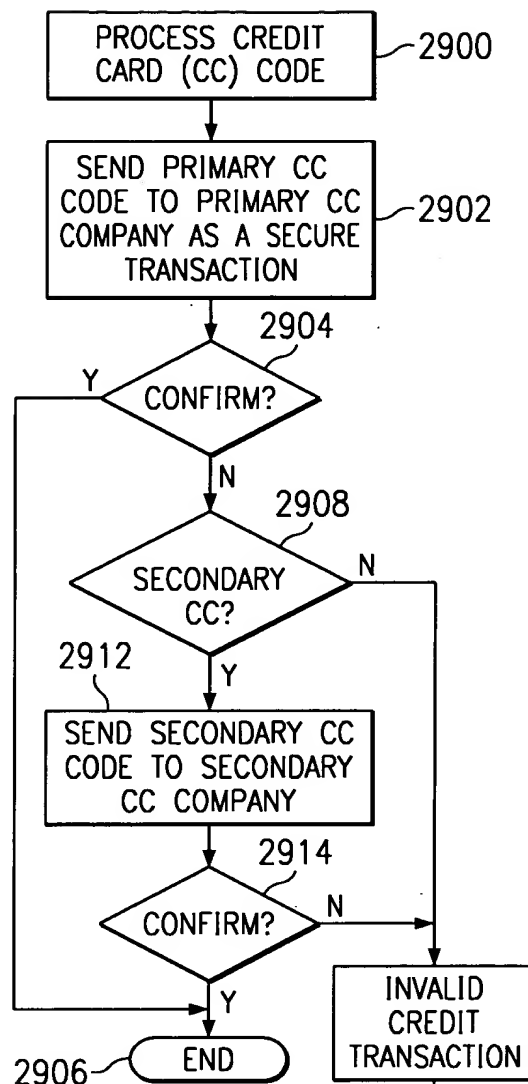 PROCESS CREDIT
CARD (CC) CODE
2900
SEND PRIMARY CC
CODE TO PRIMARY CC
COMPANY AS A SECURE
TRANSACTION
2902
2904
Y
CONFIRM?
N
2908
SECONDARY
CC?
N
2912
Y
SEND SECONDARY CC
CODE TO SECONDARY
CC COMPANY
2914
CONFIRM?
N
Y
INVALID
CREDIT
TRANSACTION
2906
END